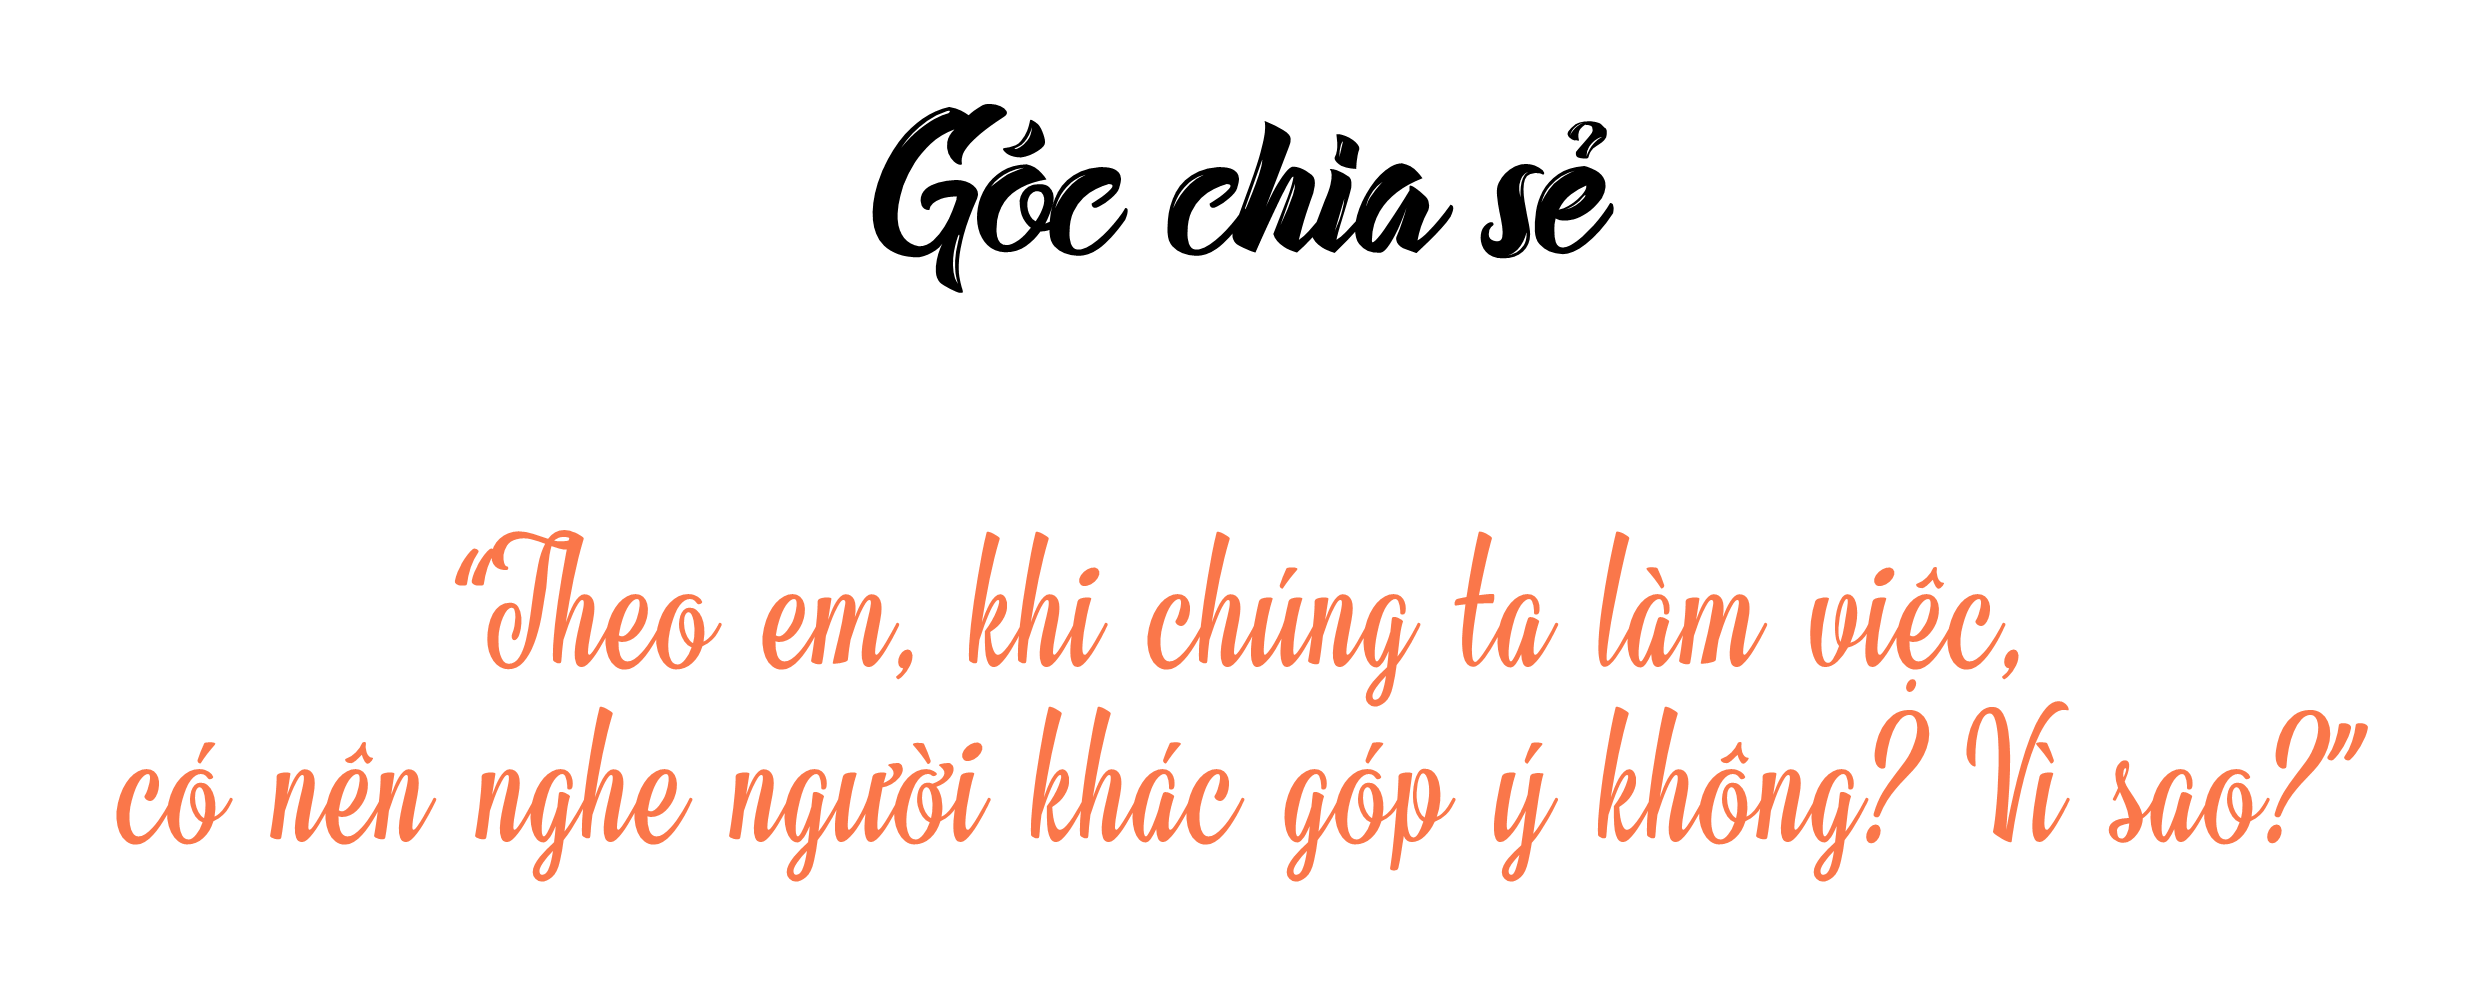 Góc chia sẻ
“Theo em, khi chúng ta làm việc,
có nên nghe người khác góp ý không? Vì sao?”